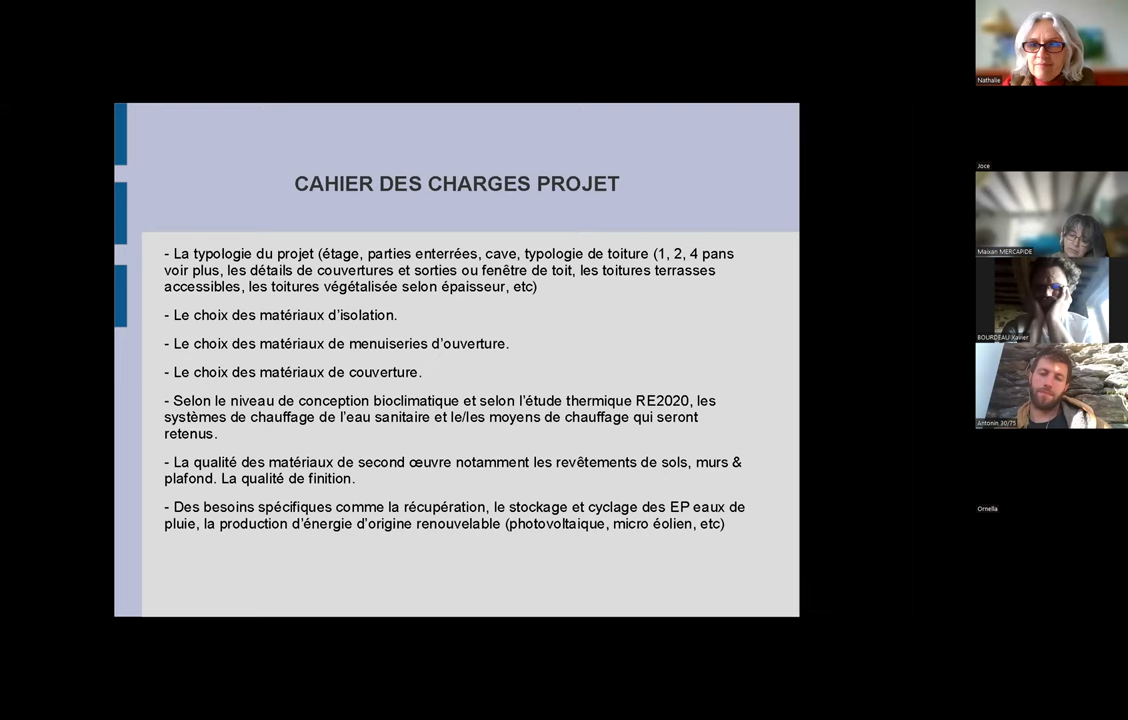 CAHIER DES CHARGES PROJET
- La typologie du projet (étage, parties enterrées, cave, typologie de toiture (1, 2, 4 pans
voir plus, les détails de couvertures et sorties ou fenêtre de toit, les toitures terrasses
accessibles, les toitures végétalisée selon épaisseur, etc)
- Le choix des matériaux d’isolation.
- Le choix des matériaux de menuiseries d’ouverture.
- Le choix des matériaux de couverture.
- Selon le niveau de conception bioclimatique et selon l’étude thermique RE2020, les
systèmes de chauffage de l’eau sanitaire et le/les moyens de chauffage qui seront
retenus.
- La qualité des matériaux de second œuvre notamment les revêtements de sols, murs &
plafond. La qualité de finition.
- Des besoins spécifiques comme la récupération, le stockage et cyclage des EP eaux de
pluie, la production d’énergie d’origine renouvelable (photovoltaique, micro éolien, etc)
Nathalie
Joce
Maixan MERCAPIDE
BOURDEAU Xavier
Antonin 30/75
Ornella